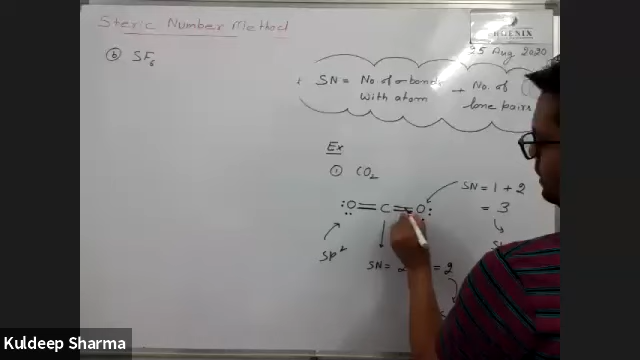 Steric Number Method
PHOENIX
25 Aug 2020
(b) SF₆
SN = No of σ bonds with atom + No. of lone pairs
Ex
① CO₂
:O=C=O:
SN = 1 + 2
= 3
sp²
SN = 2 = 2
Kuldeep Sharma